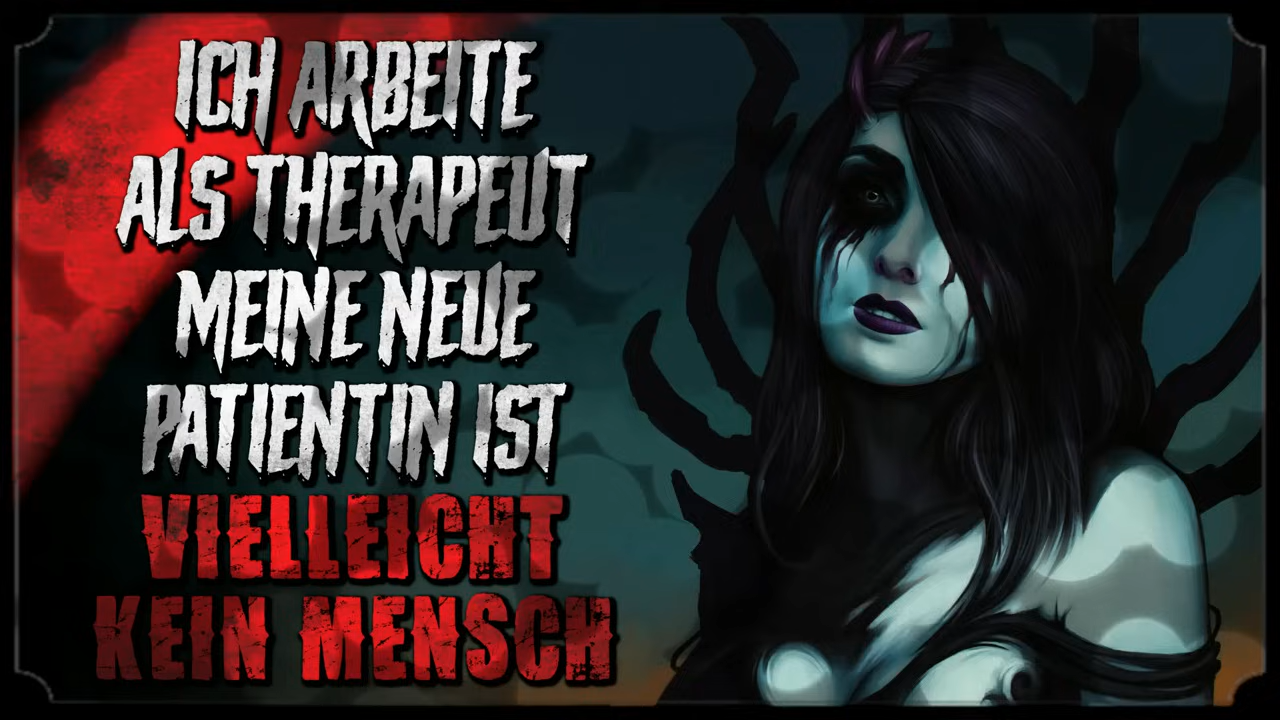 ICH ARBEITE
ALS THERAPEUT
MEINE NEUE
PATIENTIN IST
VIELLEICHT
KEIN MENSCH